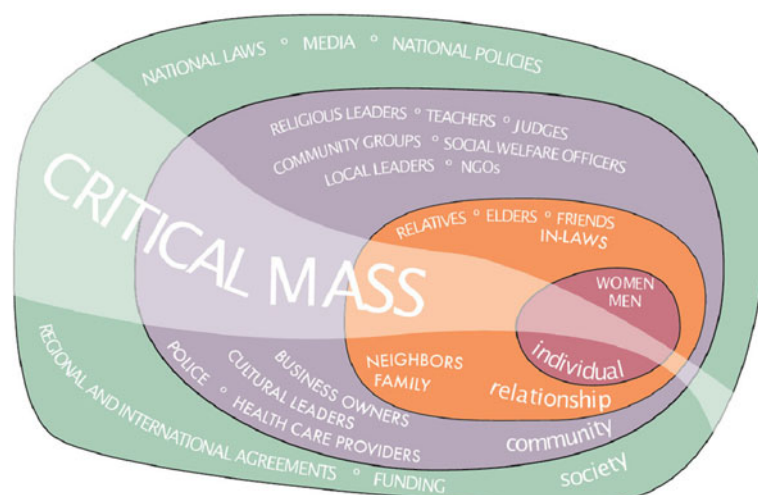 NATIONAL LAWS ° MEDIA ° NATIONAL POLICIES
RELIGIOUS LEADERS ° TEACHERS ° JUDGES
COMMUNITY GROUPS ° SOCIAL WELFARE OFFICERS
LOCAL LEADERS ° NGOs
RELATIVES ° ELDERS ° FRIENDS
IN-LAWS
WOMEN
MEN
CRITICAL MASS
individual
NEIGHBORS
FAMILY
relationship
BUSINESS OWNERS
CULTURAL LEADERS
POLICE ° HEALTH CARE PROVIDERS
community
REGIONAL AND INTERNATIONAL AGREEMENTS ° FUNDING
society